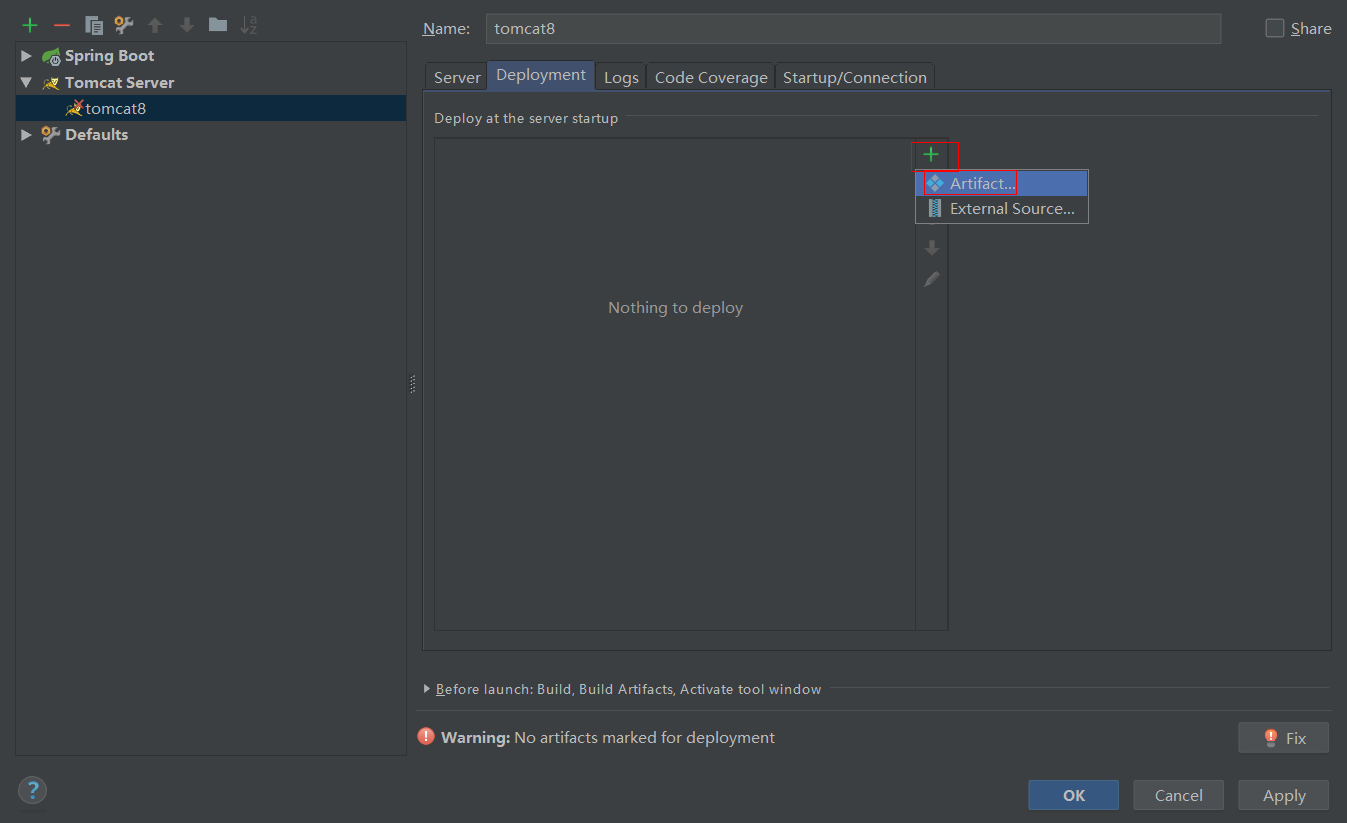 Name: tomcat8 Share
Spring Boot
Tomcat Server
tomcat8
Defaults
Server Deployment Logs Code Coverage Startup/Connection
Deploy at the server startup
Artifact...
External Source...
Nothing to deploy
Before launch: Build, Build Artifacts, Activate tool window
Warning: No artifacts marked for deployment
Fix
?
OK Cancel Apply